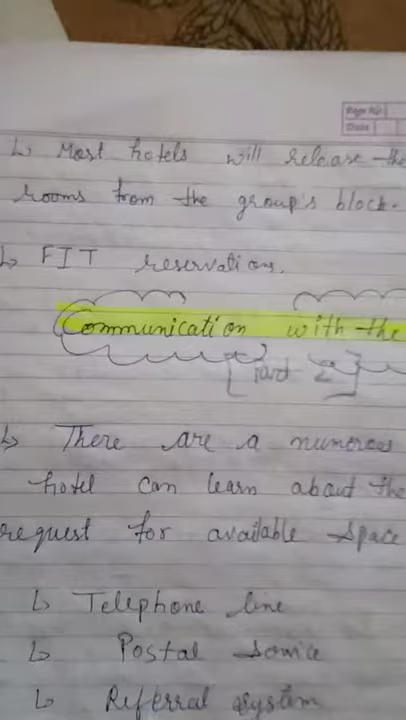 Page No
Date
↳ Most hotels will release the
rooms from the group's block.
↳ FIT reservations.
Communication with the
[Part 2]
↳ There are a numerous
hotel can learn about the
request for available space
↳ Telephone line
↳ Postal service
↳ Referral system